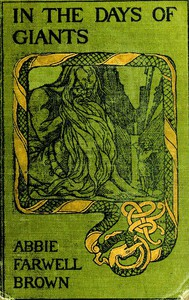 IN THE DAYS OF
GIANTS
ABBIE
FARWELL
BROWN